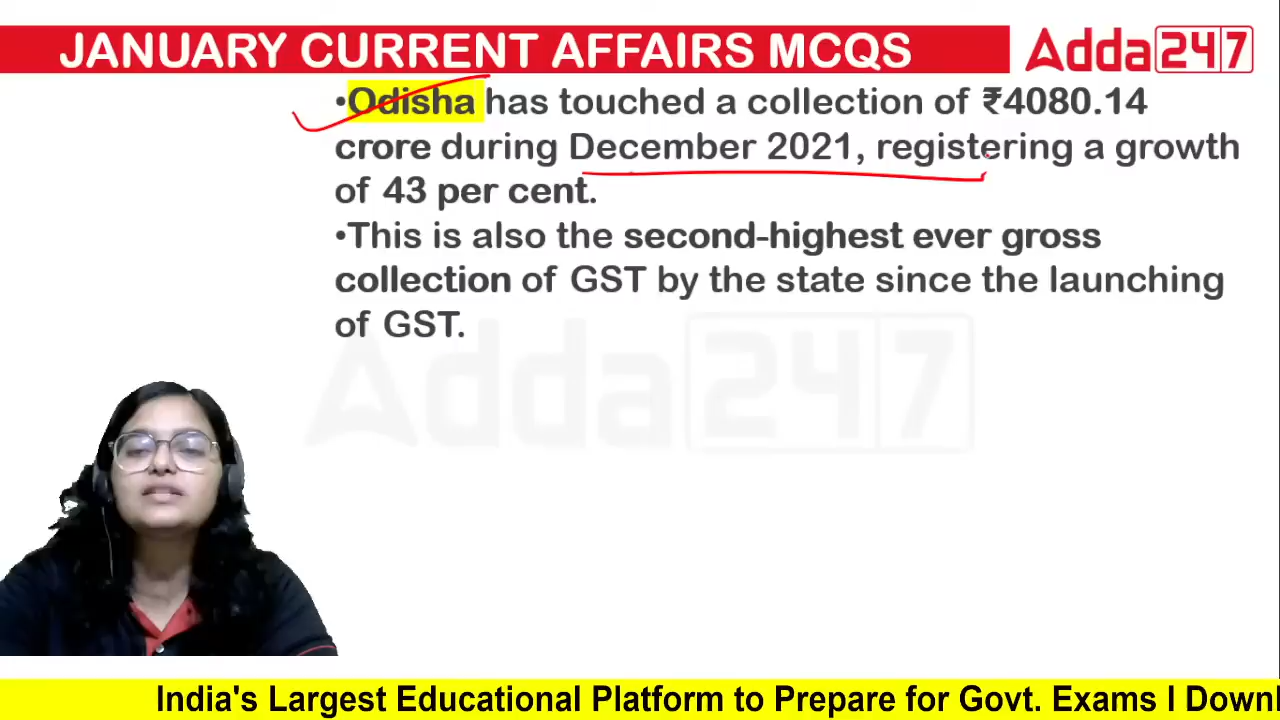 JANUARY CURRENT AFFAIRS MCQS
Adda247
•Odisha has touched a collection of ₹4080.14
crore during December 2021, registering a growth
of 43 per cent.
•This is also the second-highest ever gross
collection of GST by the state since the launching
of GST.
Adda247
India's Largest Educational Platform to Prepare for Govt. Exams I Down